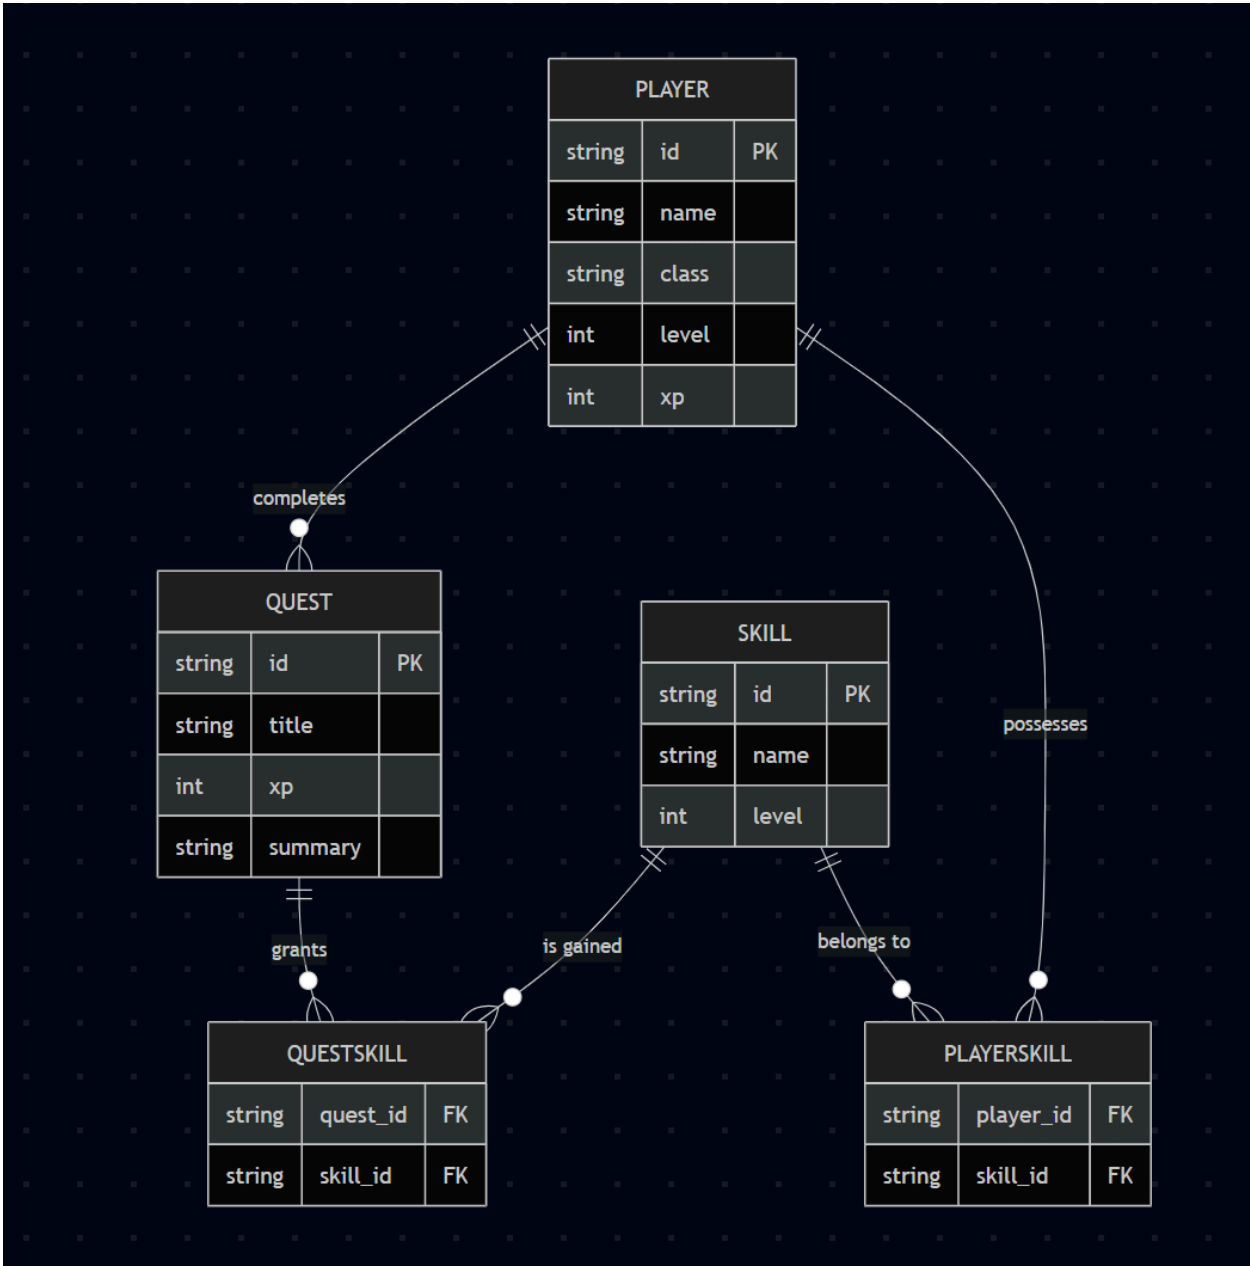 PLAYER
string id PK
string name
string class
int level
int xp
completes
QUEST
string id PK
string title
int xp
string summary
SKILL
string id PK
string name
int level
possesses
grants
is gained
belongs to
QUESTSKILL
string quest_id FK
string skill_id FK
PLAYERSKILL
string player_id FK
string skill_id FK